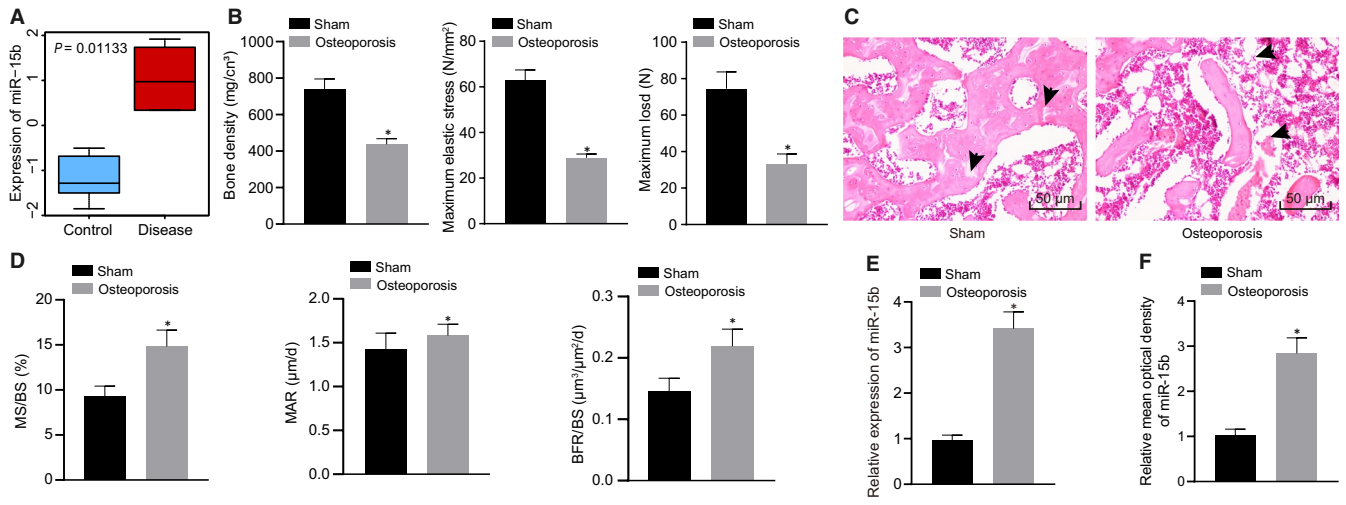 A
Expression of miR−15b
2
1
0
−1
−2
P = 0.01133
Control
Disease
B
Sham
Osteoporosis
Bone density (mg/cm³)
1000
800
600
400
200
0
*
Maximum elastic stress (N/mm²)
80
60
40
20
0
*
Sham
Osteoporosis
Maximum losd (N)
100
80
60
40
20
0
*
C
50 μm
Sham
50 μm
Osteoporosis
D
Sham
Osteoporosis
MS/BS (%)
20
15
10
5
0
*
Sham
Osteoporosis
MAR (μm/d)
2.0
1.5
1.0
0.5
0.0
*
Sham
Osteoporosis
BFR/BS (μm³/μm²/d)
0.3
0.2
0.1
0.0
*
E
Sham
Osteoporosis
Relative expression of miR-15b
4
3
2
1
0
*
F
Sham
Osteoporosis
Relative mean optical density
of miR-15b
4
3
2
1
0
*